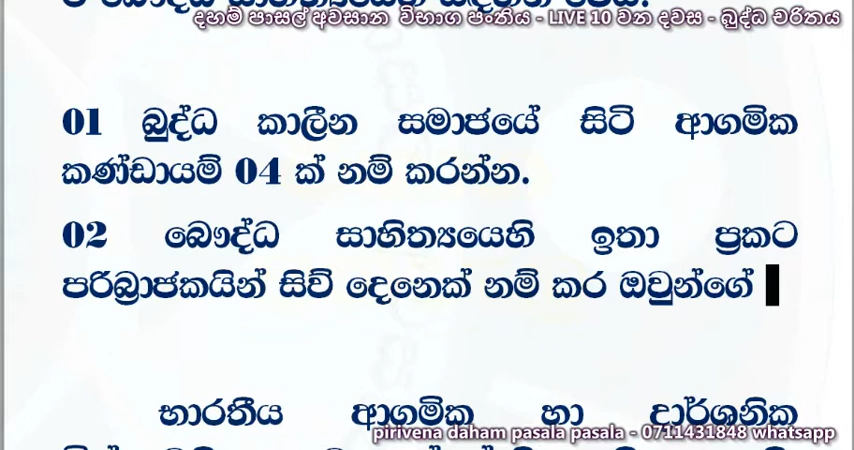 දහම් පාසල් අවසාන විභාග පංතිය - LIVE 10 වන දවස - බුද්ධ චරිතය
01 බුද්ධ කාලීන සමාජයේ සිටි ආගමික
කණ්ඩායම් 04 ක් නම් කරන්න.
02 බෞද්ධ සාහිත්‍යයෙහි ඉතා ප්‍රකට
පරිබ්‍රාජකයින් සිව් දෙනෙක් නම් කර ඔවුන්ගේ
භාරතීය ආගමික හා දාර්ශනික
pirivena daham pasala pasala - 0711431848 whatsapp